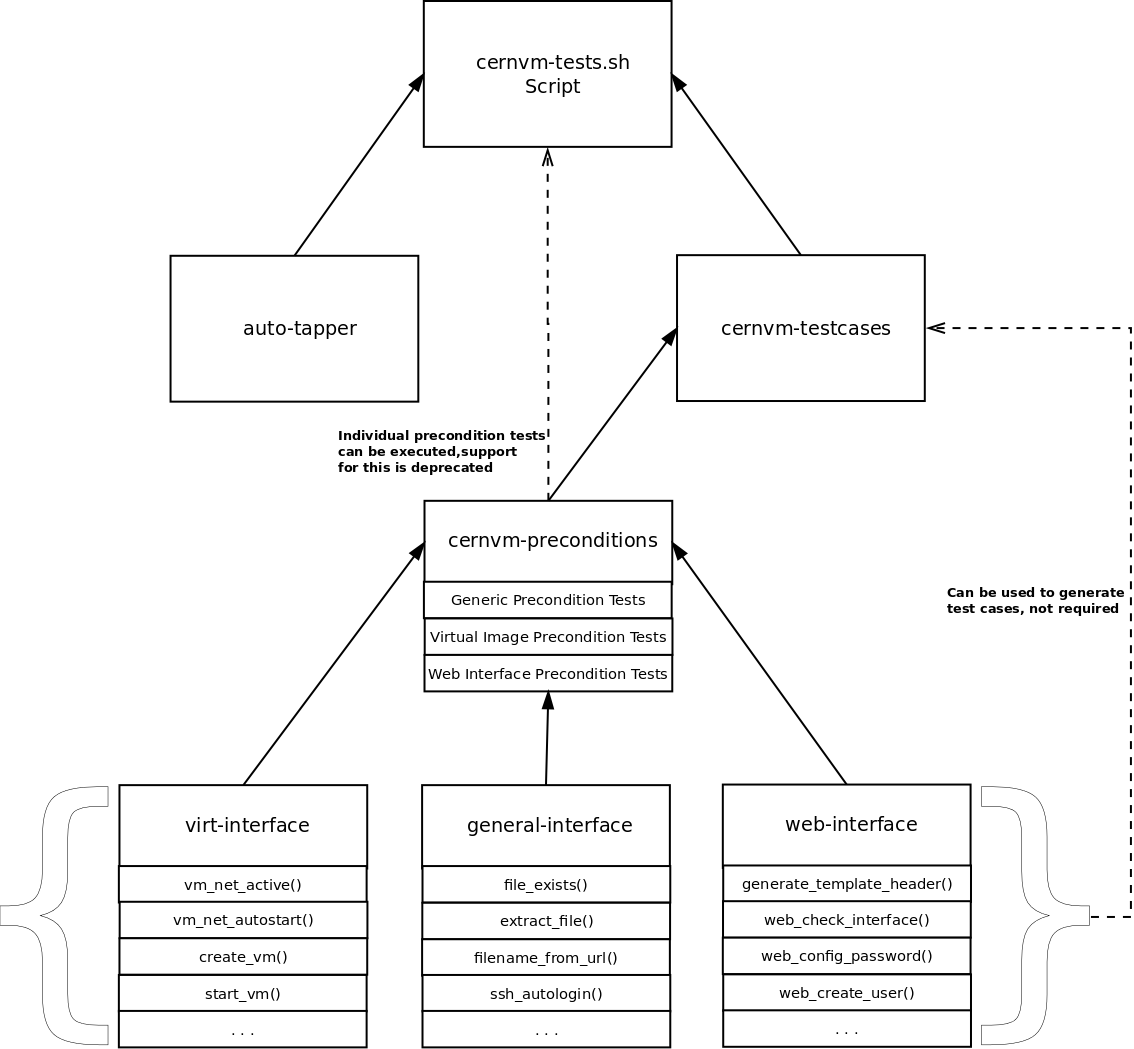 cernvm-tests.sh
Script
auto-tapper
cernvm-testcases
Individual precondition tests
can be executed,support
for this is deprecated
cernvm-preconditions
Generic Precondition Tests
Virtual Image Precondition Tests
Web Interface Precondition Tests
Can be used to generate
test cases, not required
virt-interface
vm_net_active()
vm_net_autostart()
create_vm()
start_vm()
. . .
general-interface
file_exists()
extract_file()
filename_from_url()
ssh_autologin()
. . .
web-interface
generate_template_header()
web_check_interface()
web_config_password()
web_create_user()
. . .